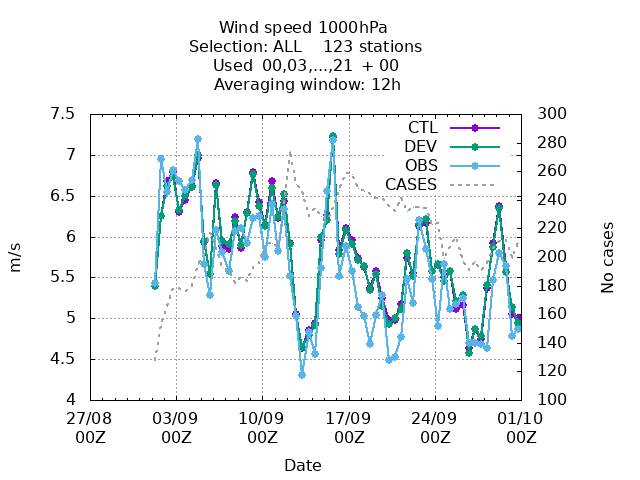 Wind speed 1000hPa
Selection: ALL    123 stations
Used  00,03,...,21  + 00
Averaging window: 12h
7.5
7
6.5
6
5.5
5
4.5
4
m/s
300
280
260
240
220
200
180
160
140
120
100
No cases
CTL
DEV
OBS
CASES
27/08 03/09 10/09 17/09 24/09 01/10
00Z 00Z 00Z 00Z 00Z 00Z
Date